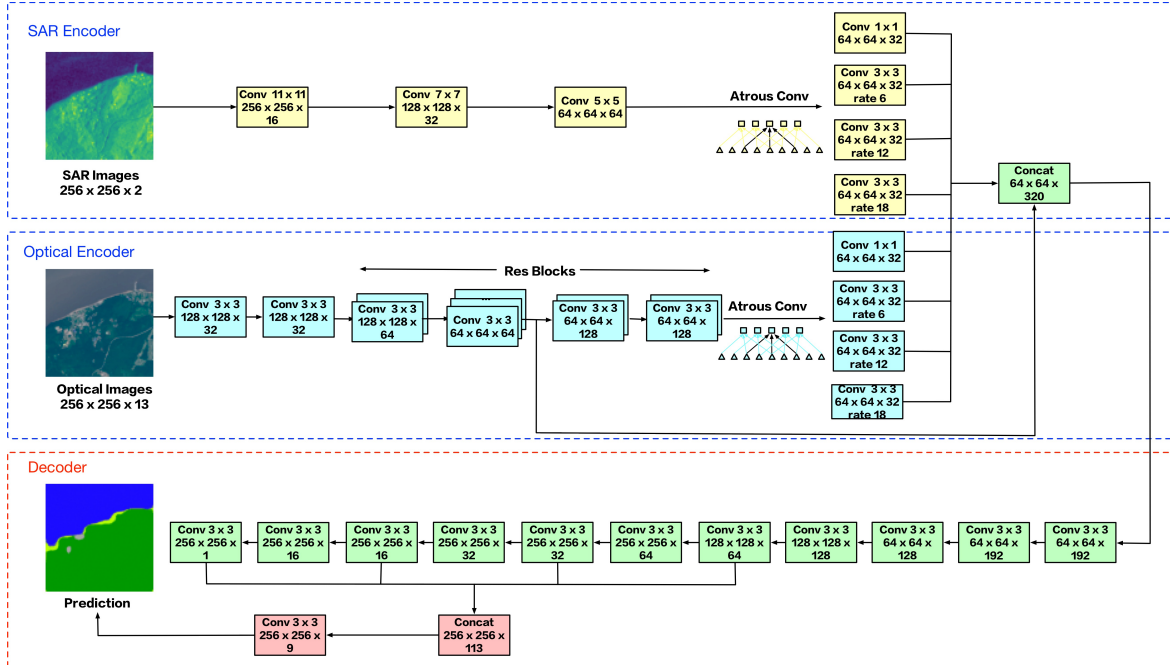 SAR Encoder
SAR Images
256 x 256 x 2
Conv 11 x 11
256 x 256 x
16
Conv 7 x 7
128 x 128 x
32
Conv 5 x 5
64 x 64 x 64
Atrous Conv
Conv 1 x 1
64 x 64 x 32
Conv 3 x 3
64 x 64 x 32
rate 6
Conv 3 x 3
64 x 64 x 32
rate 12
Conv 3 x 3
64 x 64 x 32
rate 18
Concat
64 x 64 x
320
Optical Encoder
Optical Images
256 x 256 x 13
Conv 3 x 3
128 x 128 x
32
Conv 3 x 3
128 x 128 x
32
Res Blocks
Conv 3 x 3
128 x 128 x
64
...
Conv 3 x 3
64 x 64 x 64
Conv 3 x 3
64 x 64 x
128
Conv 3 x 3
64 x 64 x
128
Atrous Conv
Conv 1 x 1
64 x 64 x 32
Conv 3 x 3
64 x 64 x 32
rate 6
Conv 3 x 3
64 x 64 x 32
rate 12
Conv 3 x 3
64 x 64 x 32
rate 18
Decoder
Prediction
Conv 3 x 3
256 x 256 x
1
Conv 3 x 3
256 x 256 x
16
Conv 3 x 3
256 x 256 x
16
Conv 3 x 3
256 x 256 x
32
Conv 3 x 3
256 x 256 x
32
Conv 3 x 3
256 x 256 x
64
Conv 3 x 3
128 x 128 x
64
Conv 3 x 3
128 x 128 x
128
Conv 3 x 3
64 x 64 x
128
Conv 3 x 3
64 x 64 x
192
Conv 3 x 3
64 x 64 x
192
Conv 3 x 3
256 x 256 x
9
Concat
256 x 256 x
113